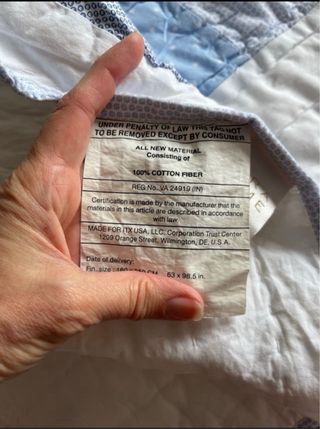 UNDER PENALTY OF LAW THIS TAG NOT
TO BE REMOVED EXCEPT BY CONSUMER
ALL NEW MATERIAL
Consisting of
100% COTTON FIBER
REG No. VA 24919 (IN)
Certification is made by the manufacturer that the
materials in this article are described in accordance
with law
MADE FOR ITX USA, LLC, Corporation Trust Center
1209 Orange Street, Wilmington, DE, U.S.A.
Date of delivery:
Fin. size: CM 63 x 98.5 in.